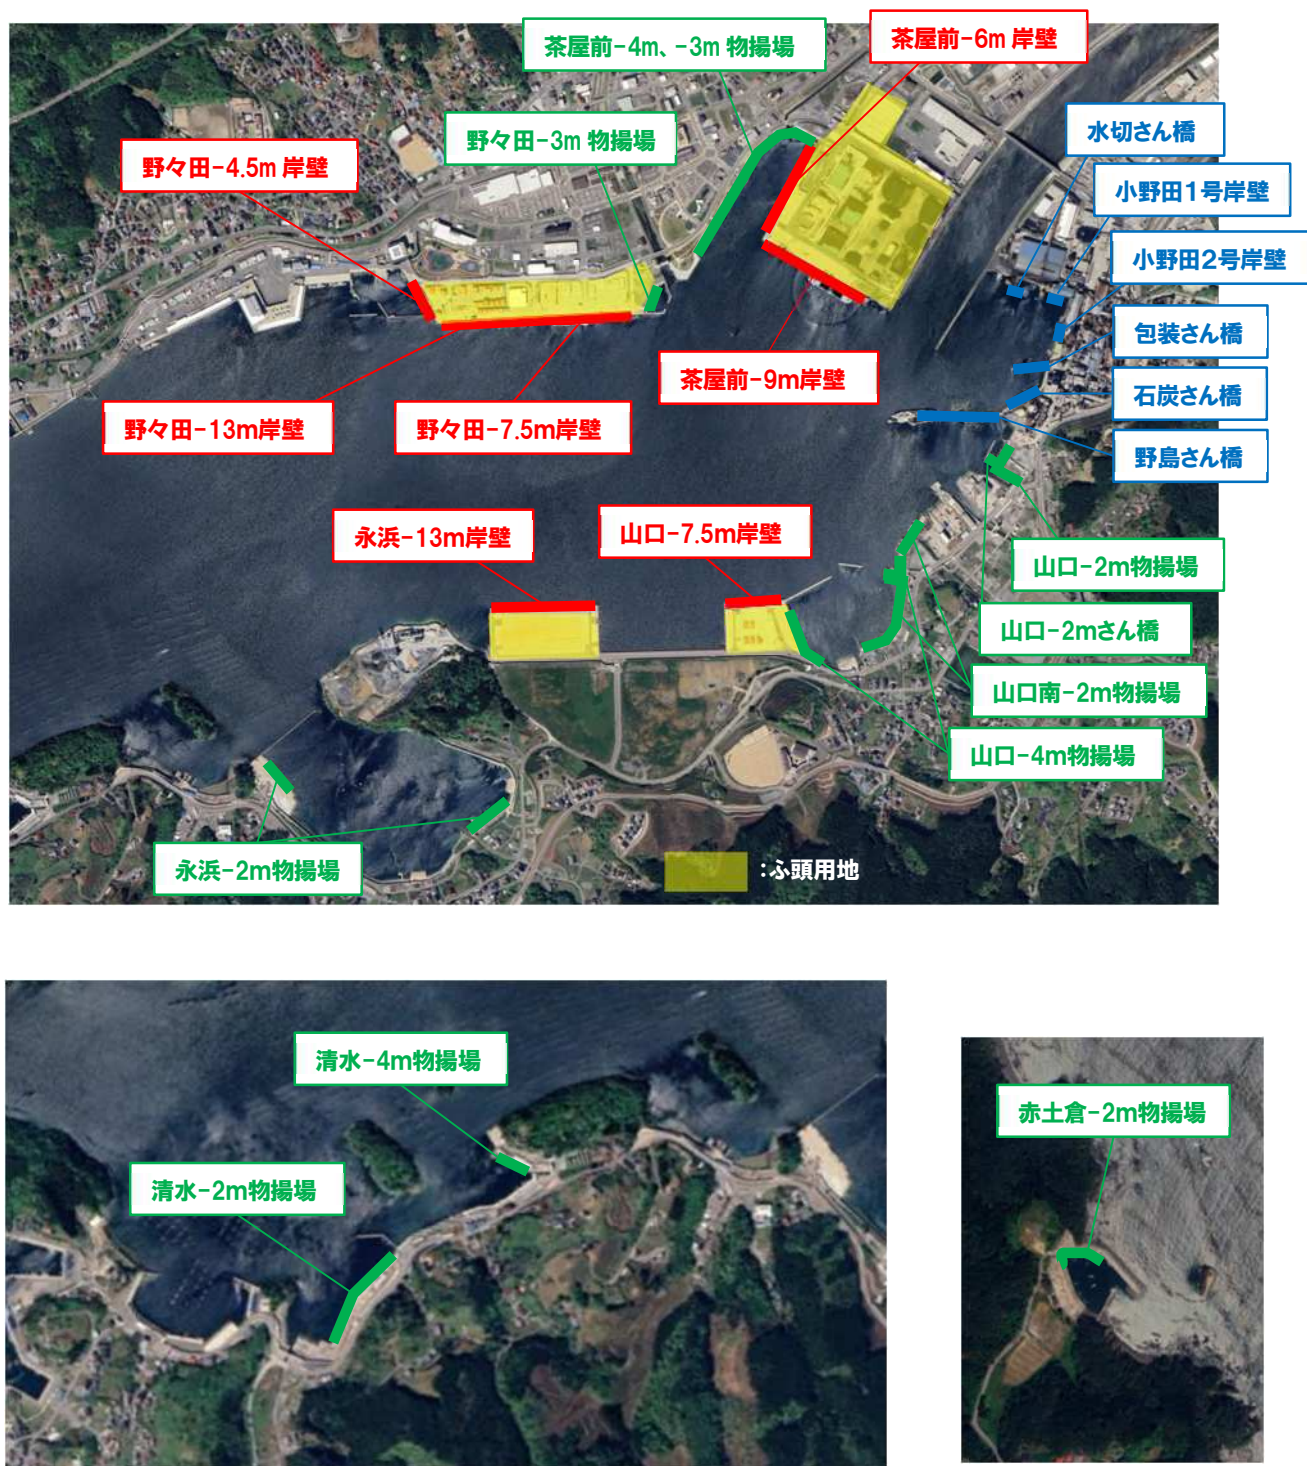 茶屋前-4m、-3m 物揚場
茶屋前-6m 岸壁
野々田-3m 物揚場
水切さん橋
野々田-4.5m 岸壁
小野田1号岸壁
小野田2号岸壁
包装さん橋
茶屋前-9m岸壁
石炭さん橋
野々田-13m岸壁
野々田-7.5m岸壁
野島さん橋
永浜-13m岸壁
山口-7.5m岸壁
山口-2m物揚場
山口-2mさん橋
山口南-2m物揚場
山口-4m物揚場
永浜-2m物揚場
：ふ頭用地
清水-4m物揚場
赤土倉-2m物揚場
清水-2m物揚場